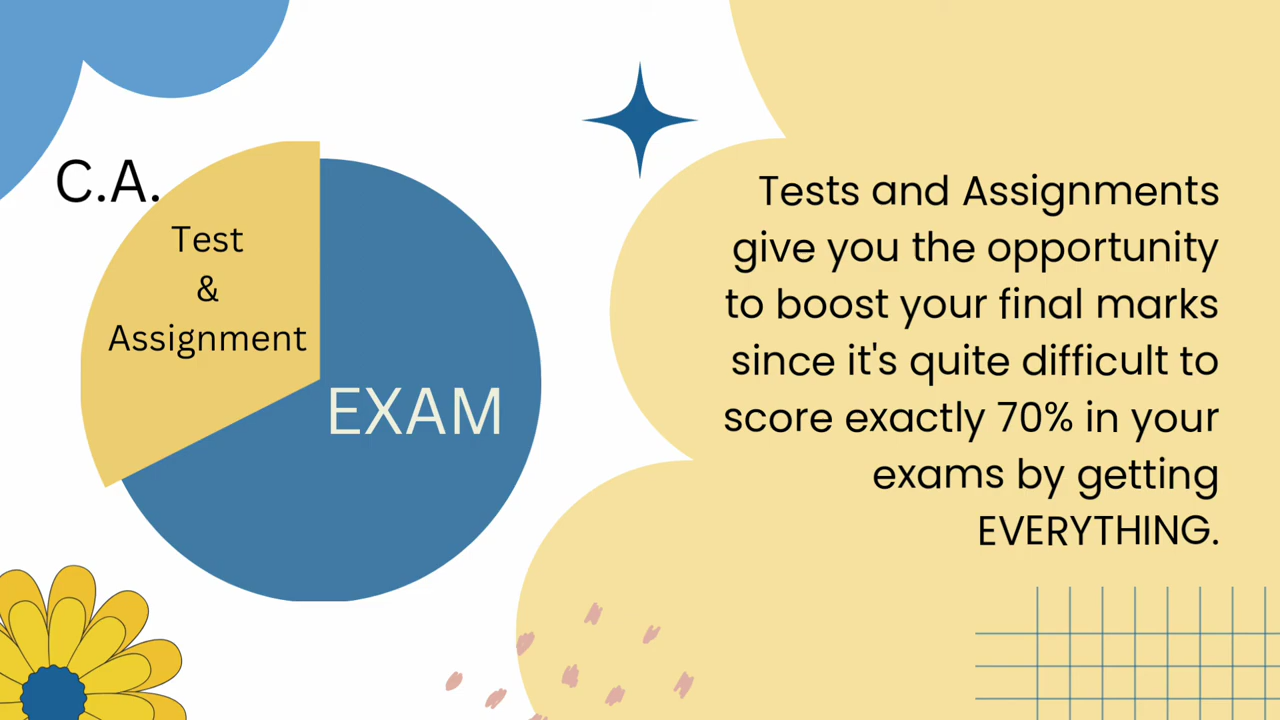 C.A.
Test
&
Assignment
EXAM
Tests and Assignments
give you the opportunity
to boost your final marks
since it's quite difficult to
score exactly 70% in your
exams by getting
EVERYTHING.